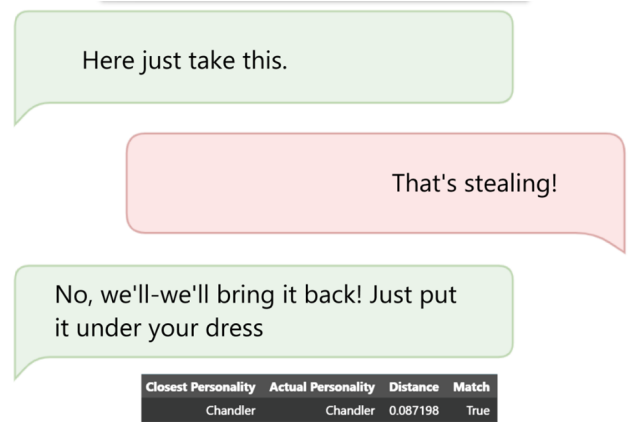 Here just take this.
That's stealing!
No, we'll-we'll bring it back! Just put
it under your dress
Closest Personality Actual Personality Distance Match
Chandler Chandler 0.087198 True